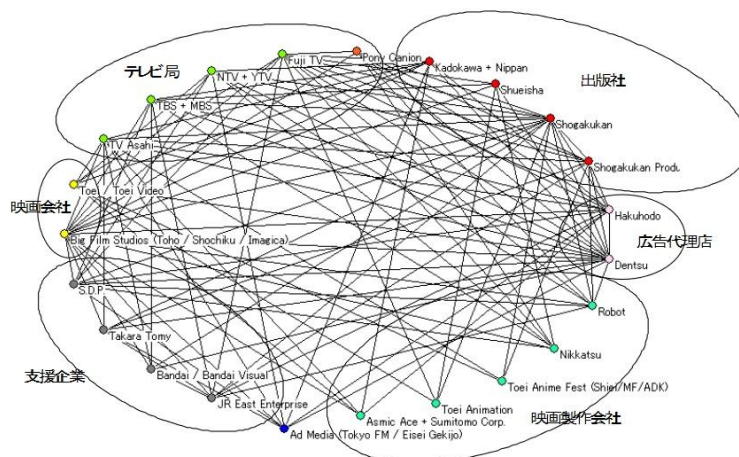 テレビ局
Fuji TV
Pony Canion
NTV + YTV
Kadokawa + Nippan
出版社
Shueisha
TBS + MBS
Shogakukan
TV Asahi
Shogakukan Produ.
映画会社
Toei / Toei Video
Hakuhodo
Big Film Studios (Toho / Shochiku / Imagica)
広告代理店
Dentsu
S.D.P
Robot
Takara Tomy
Nikkatsu
支援企業
Bandai / Bandai Visual
Toei Anime Fest (Shiei/MF/ADK)
JR East Enterprise
Toei Animation
映画製作会社
Asmic Ace + Sumitomo Corp.
Ad Media (Tokyo FM / Eisei Gekijo)